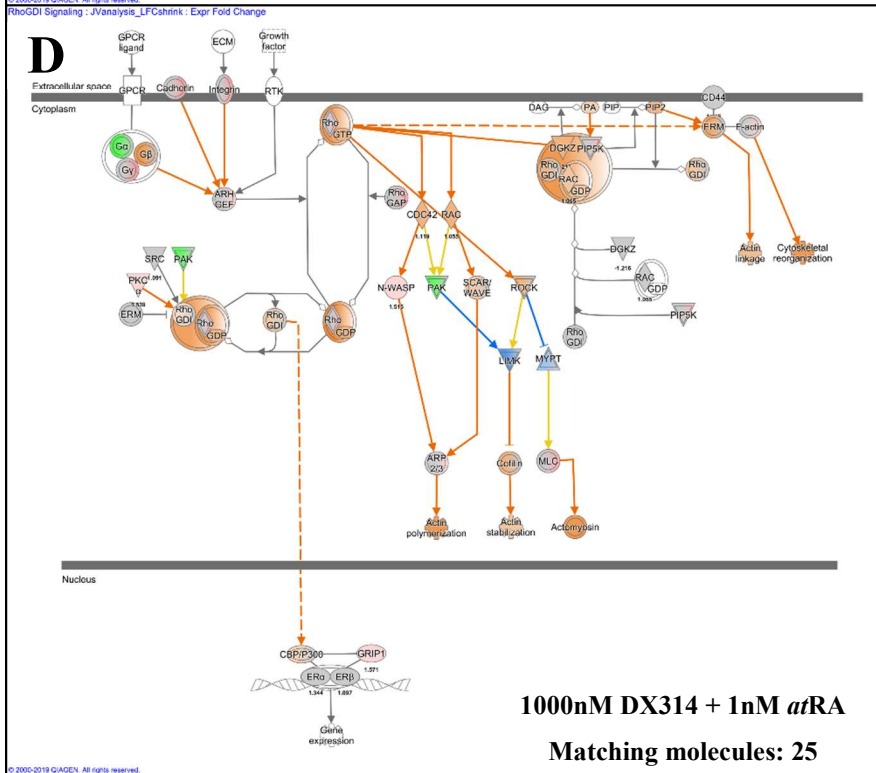 © 2000-2019 QIAGEN. All rights reserved.
RhoGDI Signaling : JVanalysis_LFCshrink : Expr Fold Change
D
GPCR
ligand
ECM
Growth
factor
Cadherin
Integrin
Extracellular space
GPCR
RTK
CD44
Cytoplasm
Rho
GTP
DAG
PA
PIP
PIP2
ERM
F-actin
Gα
Gβ
Gγ
DGKZ
PIP5K
Rho
GDI
RAC
GDP
1.055
Rho
GDI
ARH
GEF
Rho
GAP
CDC42
1.119
RAC
1.055
SRC
1.091
PAK
DGKZ
-1.216
Actin
linkage
Cytoskeletal
reorganization
PKC
α
1.539
N-WASP
1.515
PAK
SCAR/
WAVE
ROCK
RAC
GDP
1.055
ERM
Rho
GDI
Rho
GDP
Rho
GDI
Rho
GDP
PIP5K
Rho
GDI
LIMK
MYPT
ARP
2/3
Cofilin
MLC
Actin
polymerization
Actin
stabilization
Actomyosin
Nucleus
CBP/P300
GRIP1
1.571
ERα
ERβ
1.344
1.097
Gene
expression
1000nM DX314 + 1nM atRA
Matching molecules: 25
© 2000-2019 QIAGEN. All rights reserved.